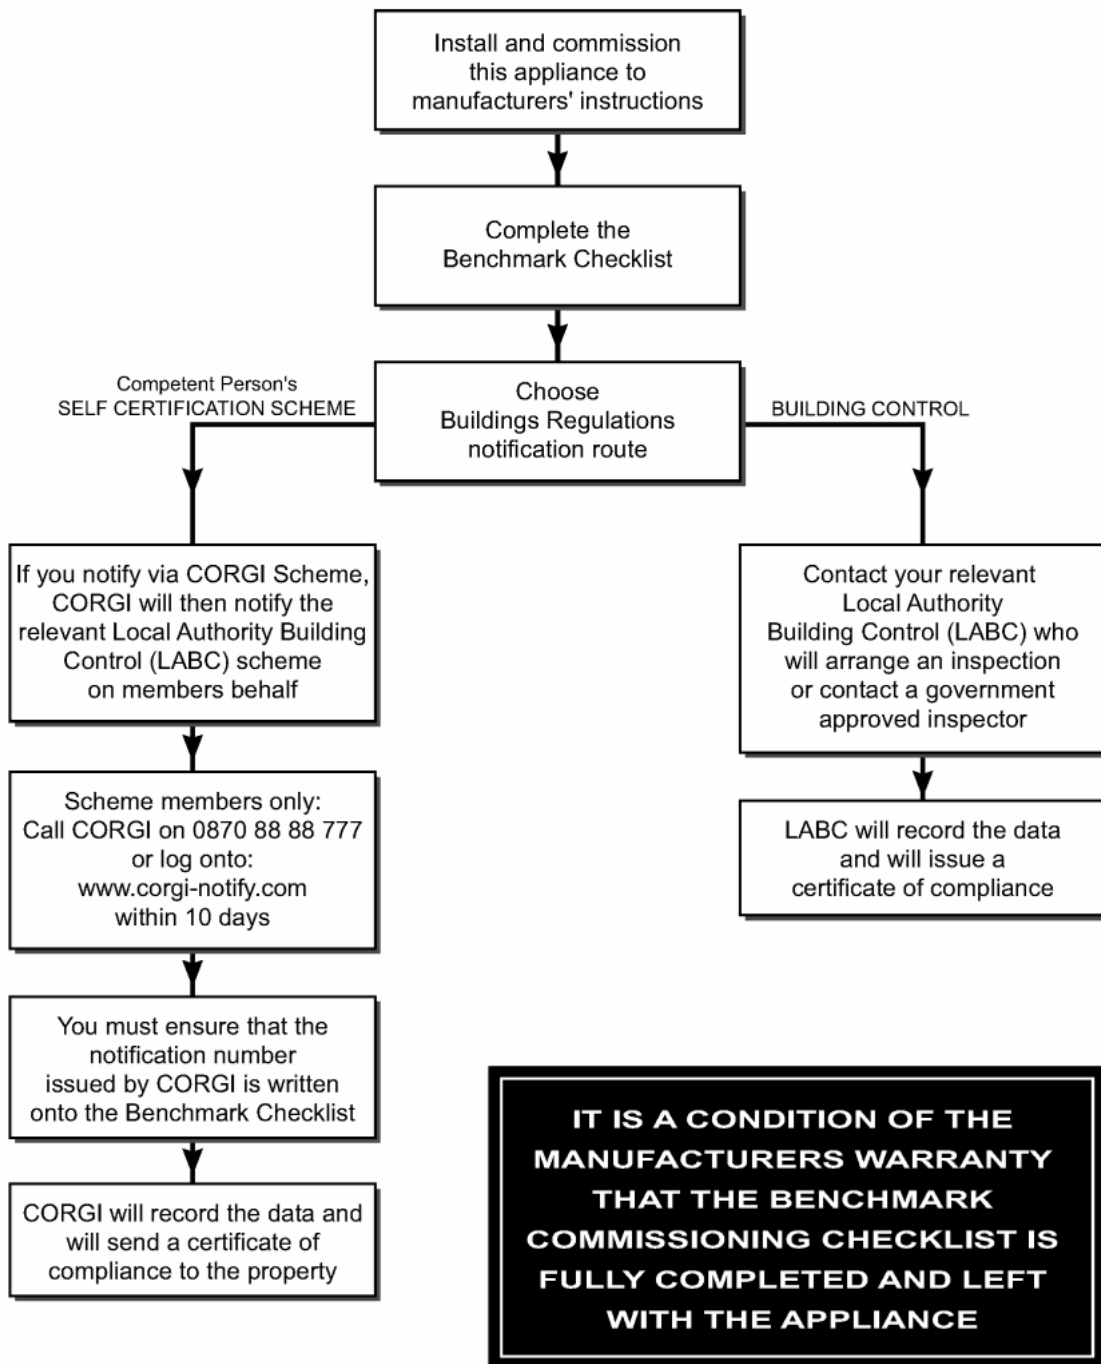 Install and commission
this appliance to
manufacturers' instructions
Complete the
Benchmark Checklist
Choose
Buildings Regulations
notification route
Competent Person's
SELF CERTIFICATION SCHEME
BUILDING CONTROL
If you notify via CORGI Scheme,
CORGI will then notify the
relevant Local Authority Building
Control (LABC) scheme
on members behalf
Scheme members only:
Call CORGI on 0870 88 88 777
or log onto:
www.corgi-notify.com
within 10 days
You must ensure that the
notification number
issued by CORGI is written
onto the Benchmark Checklist
CORGI will record the data and
will send a certificate of
compliance to the property
Contact your relevant
Local Authority
Building Control (LABC) who
will arrange an inspection
or contact a government
approved inspector
LABC will record the data
and will issue a
certificate of compliance
IT IS A CONDITION OF THE
MANUFACTURERS WARRANTY
THAT THE BENCHMARK
COMMISSIONING CHECKLIST IS
FULLY COMPLETED AND LEFT
WITH THE APPLIANCE